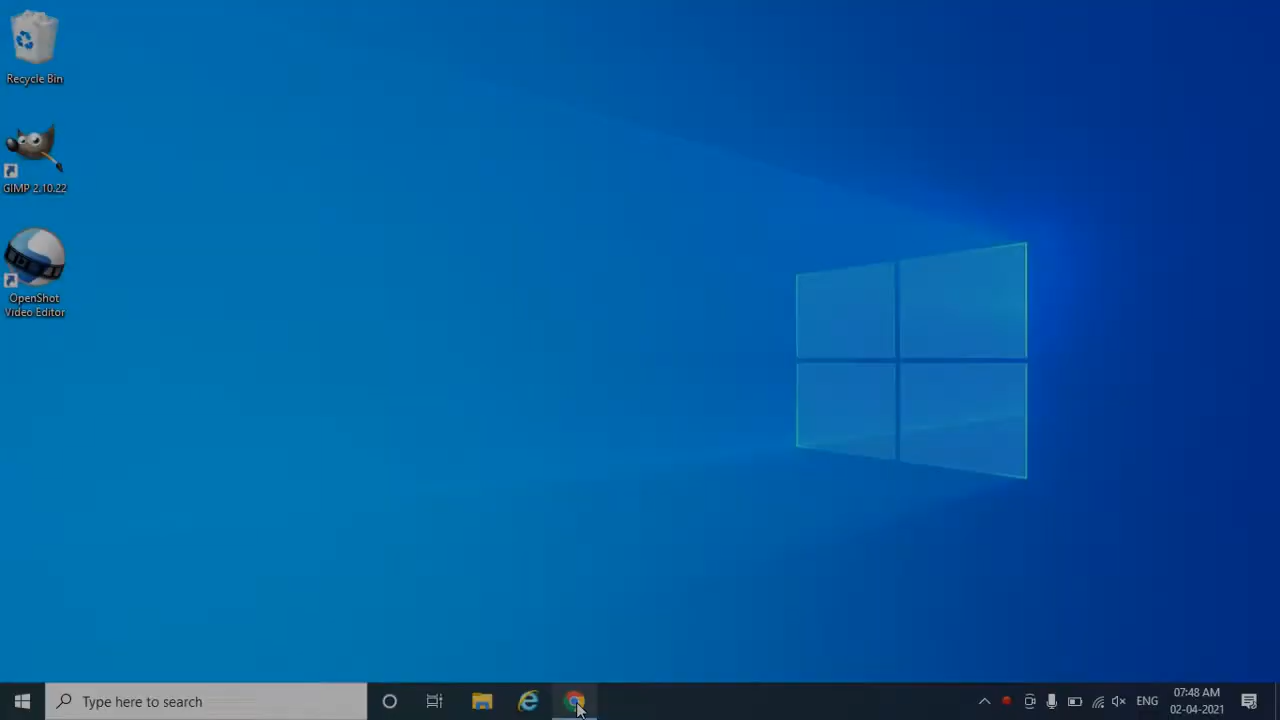 Recycle Bin
GIMP 2.10.22
OpenShot
Video Editor
Type here to search
ENG
07:48 AM
02-04-2021